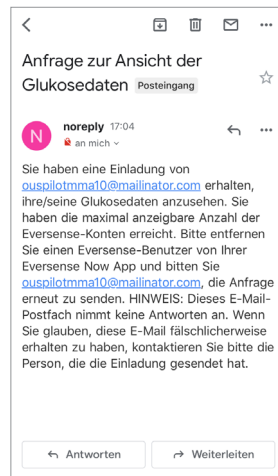 Anfrage zur Ansicht der
Glukosedaten Posteingang
N
noreply 17:04
an mich
Sie haben eine Einladung von
ouspilotmma10@mailinator.com erhalten,
ihre/seine Glukosedaten anzusehen. Sie
haben die maximal anzeigbare Anzahl der
Eversense-Konten erreicht. Bitte entfernen
Sie einen Eversense-Benutzer von Ihrer
Eversense Now App und bitten Sie
ouspilotmma10@mailinator.com, die Anfrage
erneut zu senden. HINWEIS: Dieses E-Mail-
Postfach nimmt keine Antworten an. Wenn
Sie glauben, diese E-Mail fälschlicherweise
erhalten zu haben, kontaktieren Sie bitte die
Person, die die Einladung gesendet hat.
Antworten
Weiterleiten